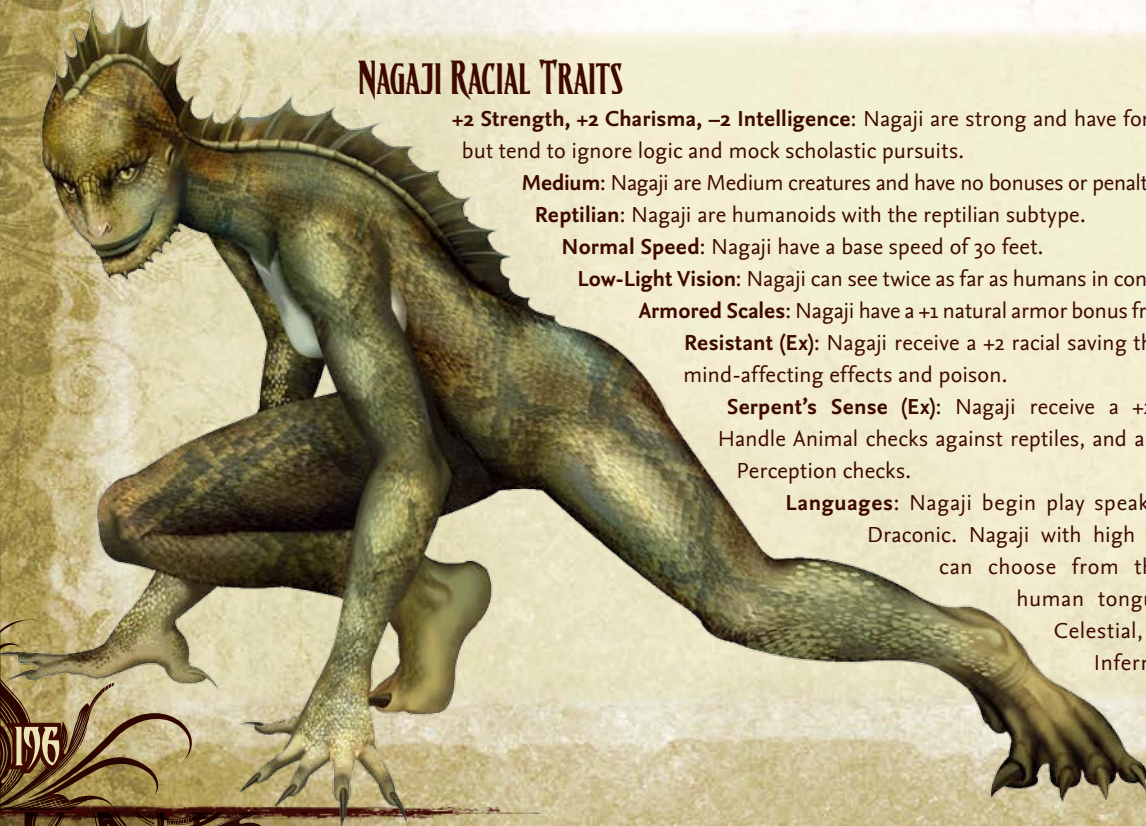 NAGAJI RACIAL TRAITS
+2 Strength, +2 Charisma, –2 Intelligence: Nagaji are strong and have for
but tend to ignore logic and mock scholastic pursuits.
Medium: Nagaji are Medium creatures and have no bonuses or penalt
Reptilian: Nagaji are humanoids with the reptilian subtype.
Normal Speed: Nagaji have a base speed of 30 feet.
Low-Light Vision: Nagaji can see twice as far as humans in con
Armored Scales: Nagaji have a +1 natural armor bonus fr
Resistant (Ex): Nagaji receive a +2 racial saving th
mind-affecting effects and poison.
Serpent's Sense (Ex): Nagaji receive a +2
Handle Animal checks against reptiles, and a
Perception checks.
Languages: Nagaji begin play speak
Draconic. Nagaji with high
can choose from th
human tongu
Celestial,
Infern
196